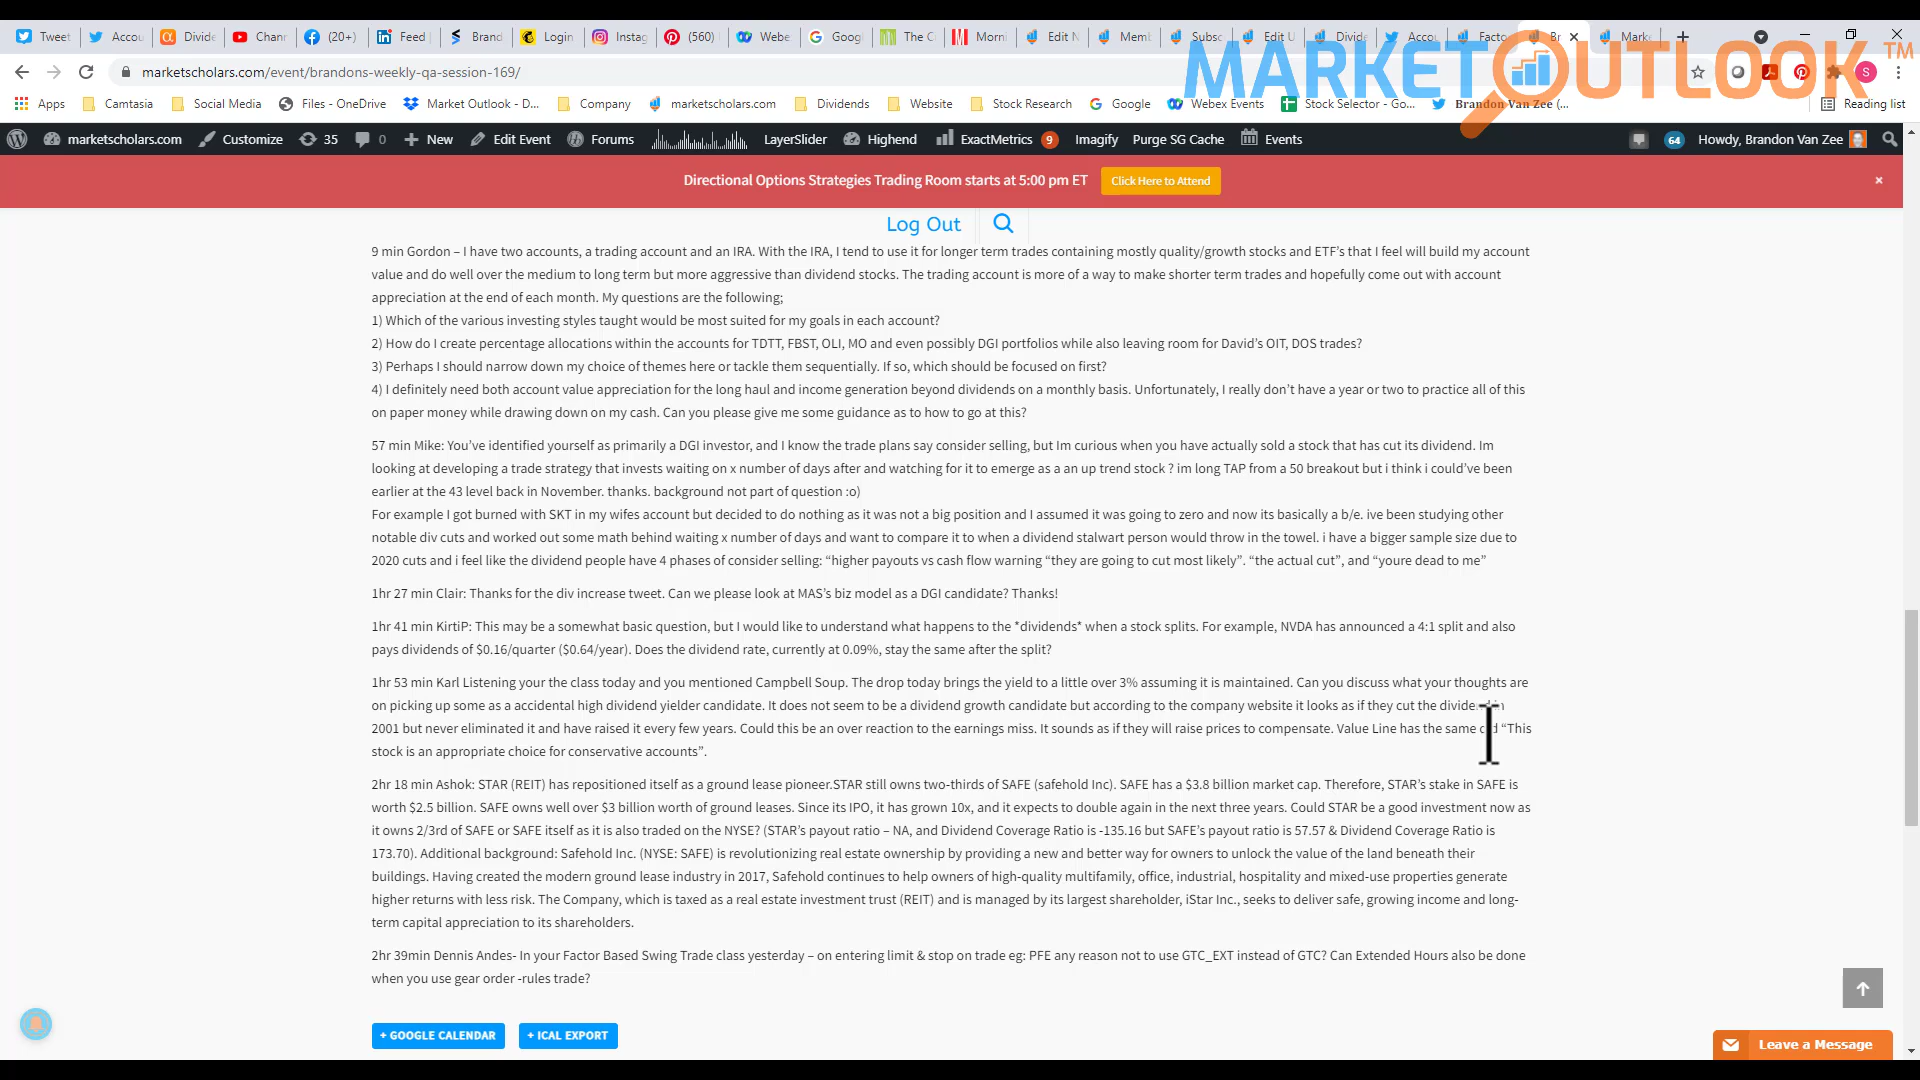 Tweet
Accou
Divide
Chann
(20+)
Feed
Brand
Login
Instag
(560)
Webe
Googl
The C
Morni
Edit N
Memb
Subsc
Edit U
Divide
Accou
Facto
Br
Marke
MARKETOUTLOOK™
marketscholars.com/event/brandons-weekly-qa-session-169/
S
Apps
Camtasia
Social Media
Files - OneDrive
Market Outlook - D...
Company
marketscholars.com
Dividends
Website
Stock Research
Google
Webex Events
Stock Selector - Go...
Brandon Van Zee (...
Reading list
marketscholars.com
Customize
35
0
New
Edit Event
Forums
LayerSlider
Highend
ExactMetrics 9
Imagify
Purge SG Cache
Events
64
Howdy, Brandon Van Zee
Directional Options Strategies Trading Room starts at 5:00 pm ET
Click Here to Attend
Log Out
9 min Gordon – I have two accounts, a trading account and an IRA. With the IRA, I tend to use it for longer term trades containing mostly quality/growth stocks and ETF's that I feel will build my account
value and do well over the medium to long term but more aggressive than dividend stocks. The trading account is more of a way to make shorter term trades and hopefully come out with account
appreciation at the end of each month. My questions are the following;
1) Which of the various investing styles taught would be most suited for my goals in each account?
2) How do I create percentage allocations within the accounts for TDTT, FBST, OLI, MO and even possibly DGI portfolios while also leaving room for David's OIT, DOS trades?
3) Perhaps I should narrow down my choice of themes here or tackle them sequentially. If so, which should be focused on first?
4) I definitely need both account value appreciation for the long haul and income generation beyond dividends on a monthly basis. Unfortunately, I really don't have a year or two to practice all of this
on paper money while drawing down on my cash. Can you please give me some guidance as to how to go at this?
57 min Mike: You've identified yourself as primarily a DGI investor, and I know the trade plans say consider selling, but Im curious when you have actually sold a stock that has cut its dividend. Im
looking at developing a trade strategy that invests waiting on x number of days after and watching for it to emerge as a an up trend stock ? im long TAP from a 50 breakout but i think i could've been
earlier at the 43 level back in November. thanks. background not part of question :o)
For example I got burned with SKT in my wifes account but decided to do nothing as it was not a big position and I assumed it was going to zero and now its basically a b/e. ive been studying other
notable div cuts and worked out some math behind waiting x number of days and want to compare it to when a dividend stalwart person would throw in the towel. i have a bigger sample size due to
2020 cuts and i feel like the dividend people have 4 phases of consider selling: “higher payouts vs cash flow warning “they are going to cut most likely”. “the actual cut”, and “youre dead to me”
1hr 27 min Clair: Thanks for the div increase tweet. Can we please look at MAS's biz model as a DGI candidate? Thanks!
1hr 41 min KirtiP: This may be a somewhat basic question, but I would like to understand what happens to the *dividends* when a stock splits. For example, NVDA has announced a 4:1 split and also
pays dividends of $0.16/quarter ($0.64/year). Does the dividend rate, currently at 0.09%, stay the same after the split?
1hr 53 min Karl Listening your the class today and you mentioned Campbell Soup. The drop today brings the yield to a little over 3% assuming it is maintained. Can you discuss what your thoughts are
on picking up some as a accidental high dividend yielder candidate. It does not seem to be a dividend growth candidate but according to the company website it looks as if they cut the divide
2001 but never eliminated it and have raised it every few years. Could this be an over reaction to the earnings miss. It sounds as if they will raise prices to compensate. Value Line has the same “This
stock is an appropriate choice for conservative accounts”.
2hr 18 min Ashok: STAR (REIT) has repositioned itself as a ground lease pioneer.STAR still owns two-thirds of SAFE (safehold Inc). SAFE has a $3.8 billion market cap. Therefore, STAR's stake in SAFE is
worth $2.5 billion. SAFE owns well over $3 billion worth of ground leases. Since its IPO, it has grown 10x, and it expects to double again in the next three years. Could STAR be a good investment now as
it owns 2/3rd of SAFE or SAFE itself as it is also traded on the NYSE? (STAR's payout ratio – NA, and Dividend Coverage Ratio is -135.16 but SAFE's payout ratio is 57.57 & Dividend Coverage Ratio is
173.70). Additional background: Safehold Inc. (NYSE: SAFE) is revolutionizing real estate ownership by providing a new and better way for owners to unlock the value of the land beneath their
buildings. Having created the modern ground lease industry in 2017, Safehold continues to help owners of high-quality multifamily, office, industrial, hospitality and mixed-use properties generate
higher returns with less risk. The Company, which is taxed as a real estate investment trust (REIT) and is managed by its largest shareholder, iStar Inc., seeks to deliver safe, growing income and long-
term capital appreciation to its shareholders.
2hr 39min Dennis Andes- In your Factor Based Swing Trade class yesterday – on entering limit & stop on trade eg: PFE any reason not to use GTC_EXT instead of GTC? Can Extended Hours also be done
when you use gear order -rules trade?
+ GOOGLE CALENDAR
+ ICAL EXPORT
Leave a Message